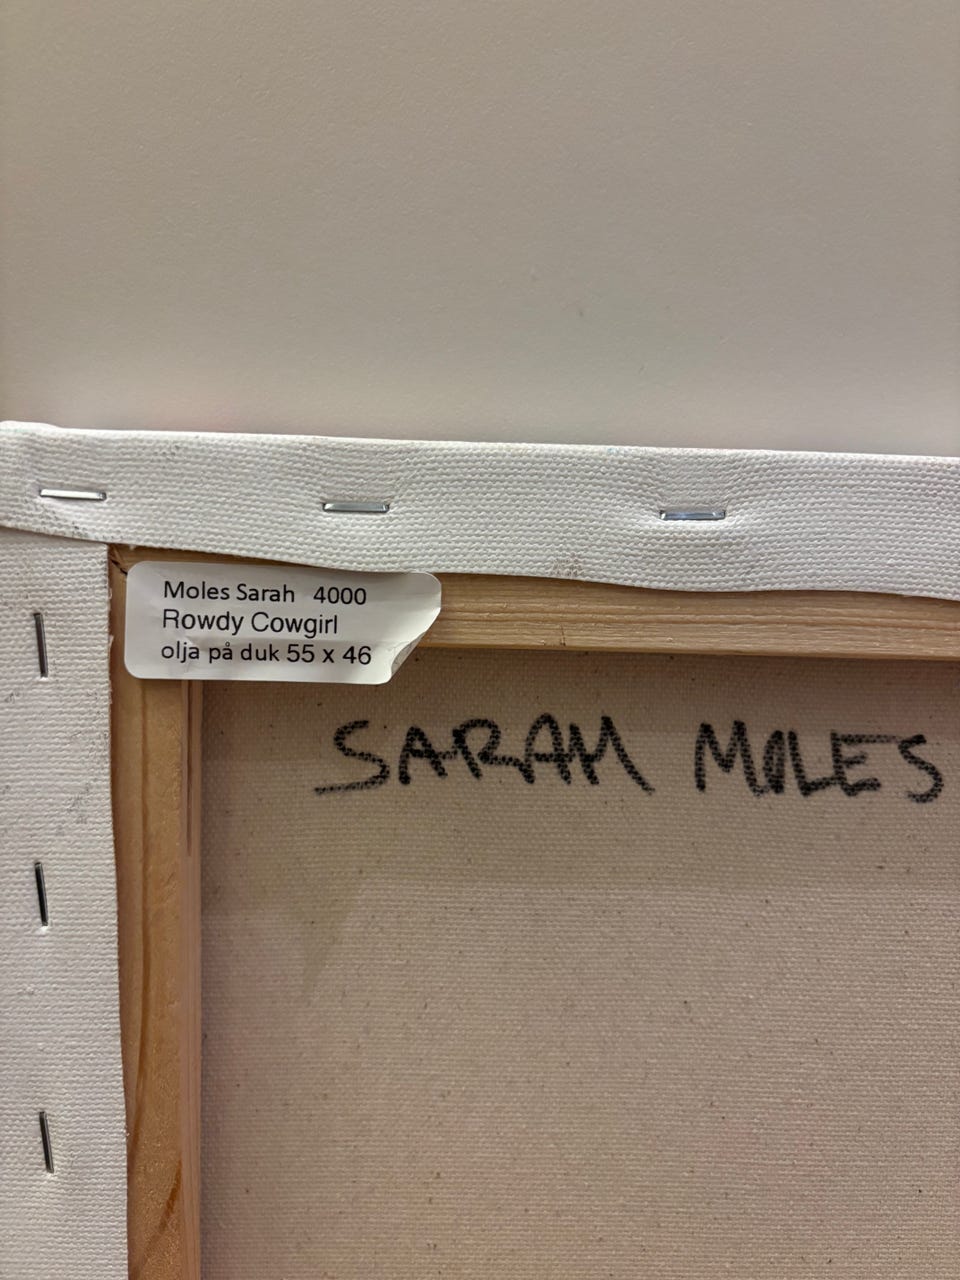 Moles Sarah 4000
Rowdy Cowgirl
olja på duk 55 x 46
SARAH MOLES